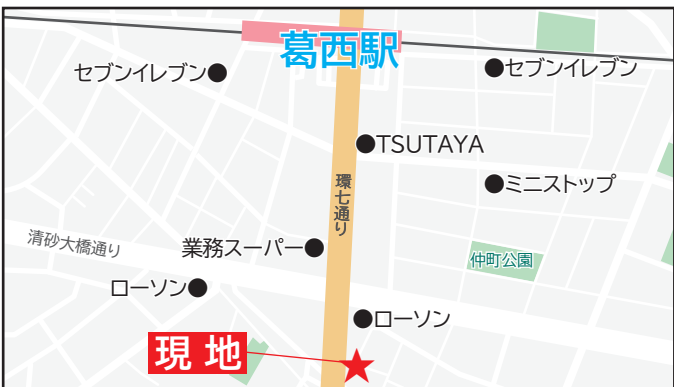 葛西駅
セブンイレブン
セブンイレブン
TSUTAYA
環七通り
ミニストップ
清砂大橋通り
業務スーパー
仲町公園
ローソン
ローソン
現地